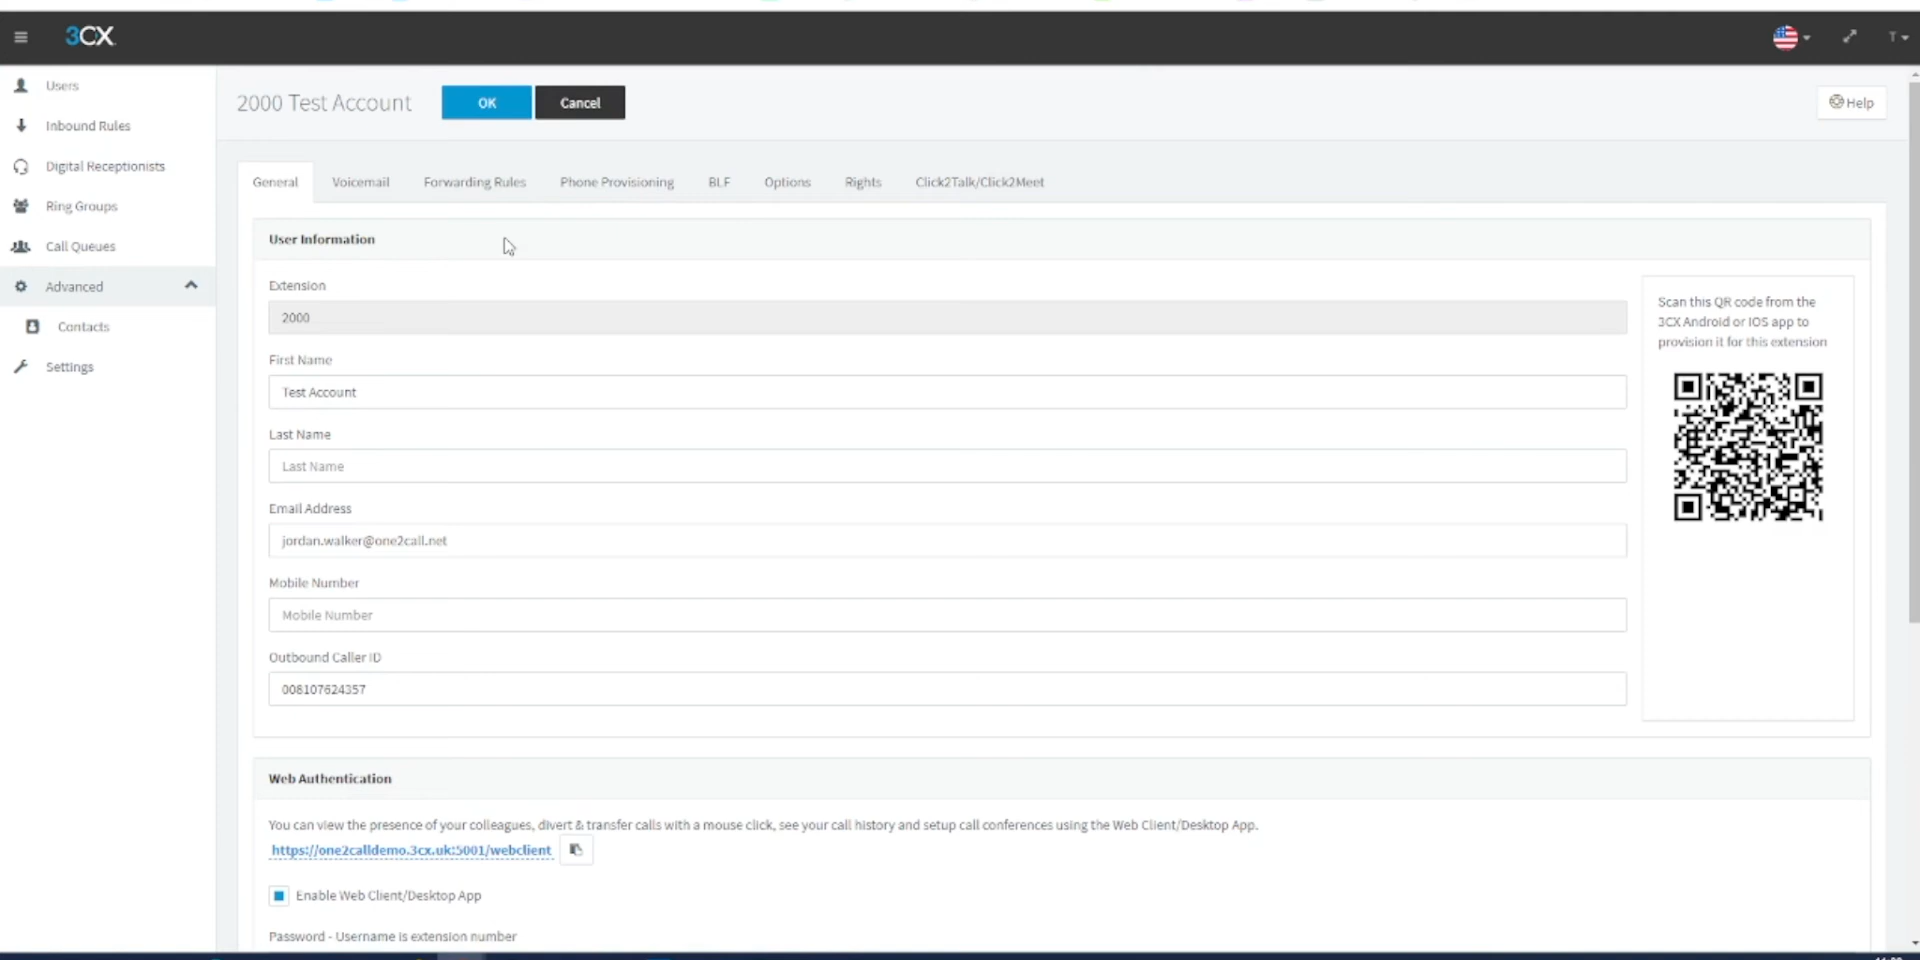 3CX
T
Users
Inbound Rules
Digital Receptionists
Ring Groups
Call Queues
Advanced
Contacts
Settings
2000 Test Account
OK
Cancel
Help
General
Voicemail
Forwarding Rules
Phone Provisioning
BLF
Options
Rights
Click2Talk/Click2Meet
User Information
Extension
2000
First Name
Test Account
Last Name
Last Name
Email Address
jordan.walker@one2call.net
Mobile Number
Mobile Number
Outbound Caller ID
008107624357
Scan this QR code from the
3CX Android or IOS app to
provision it for this extension
Web Authentication
You can view the presence of your colleagues, divert & transfer calls with a mouse click, see your call history and setup call conferences using the Web Client/Desktop App.
https://one2calldemo.3cx.uk:5001/webclient
Enable Web Client/Desktop App
Password - Username is extension number